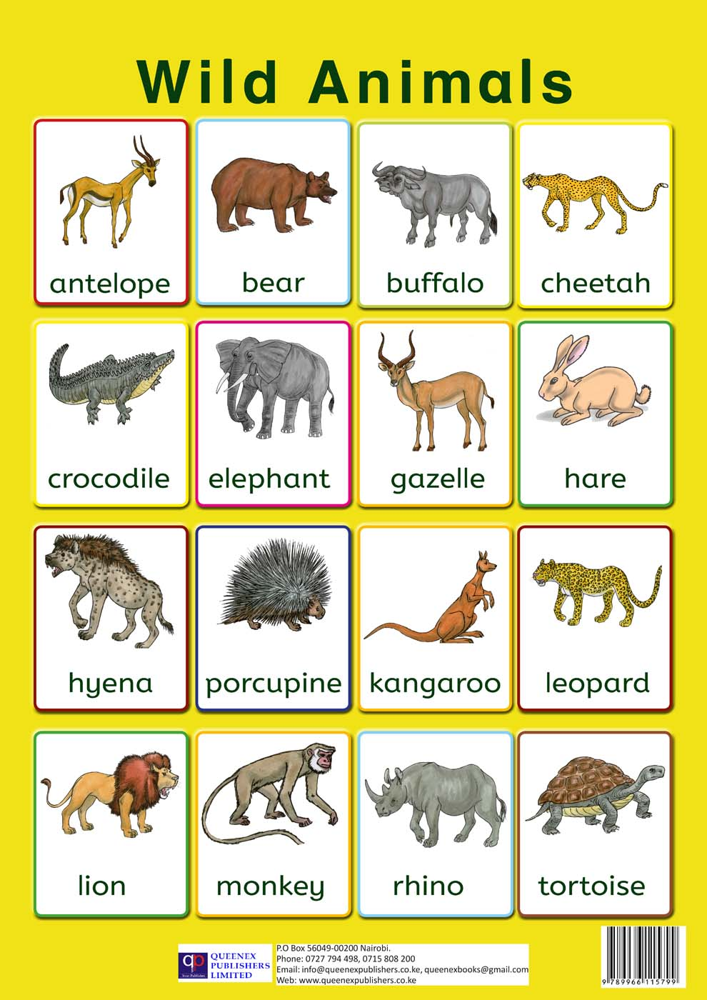 Wild Animals
antelope
bear
buffalo
cheetah
crocodile
elephant
gazelle
hare
hyena
porcupine
kangaroo
leopard
lion
monkey
rhino
tortoise
qp
Your Publisher
QUEENEX
PUBLISHERS
LIMITED
P.O Box 56049-00200 Nairobi.
Phone: 0727 794 498, 0715 808 200
Email: info@queenexpublishers.co.ke, queenexbooks@gmail.com
Web: www.queenexpublishers.co.ke
9 789966 115799